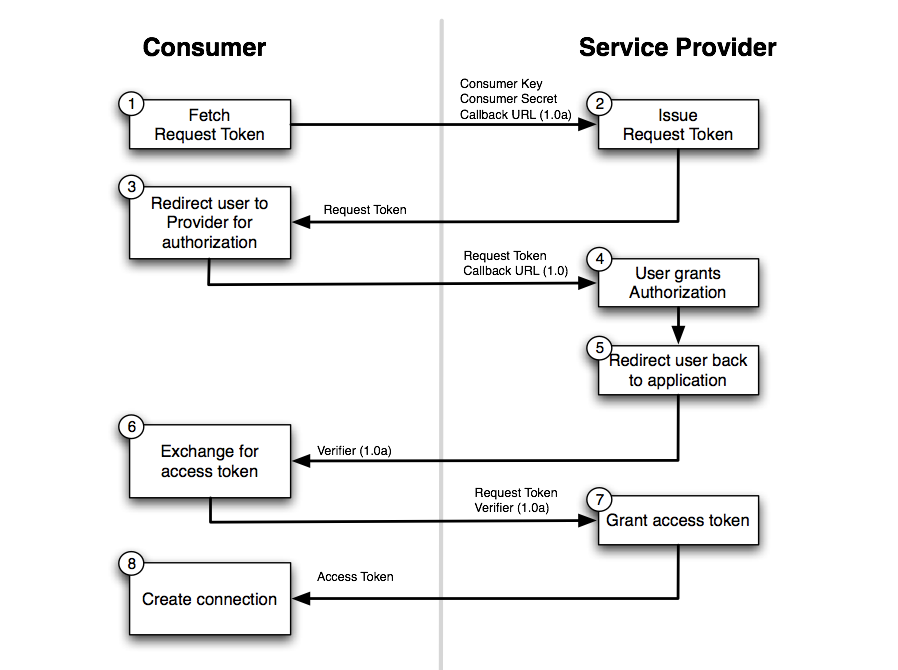 Consumer
Service Provider
Consumer Key
Consumer Secret
Callback URL (1.0a)
1
Fetch
Request Token
2
Issue
Request Token
3
Redirect user to
Provider for
authorization
Request Token
Request Token
Callback URL (1.0)
4
User grants
Authorization
5
Redirect user back
to application
6
Exchange for
access token
Verifier (1.0a)
Request Token
Verifier (1.0a)
7
Grant access token
8
Create connection
Access Token